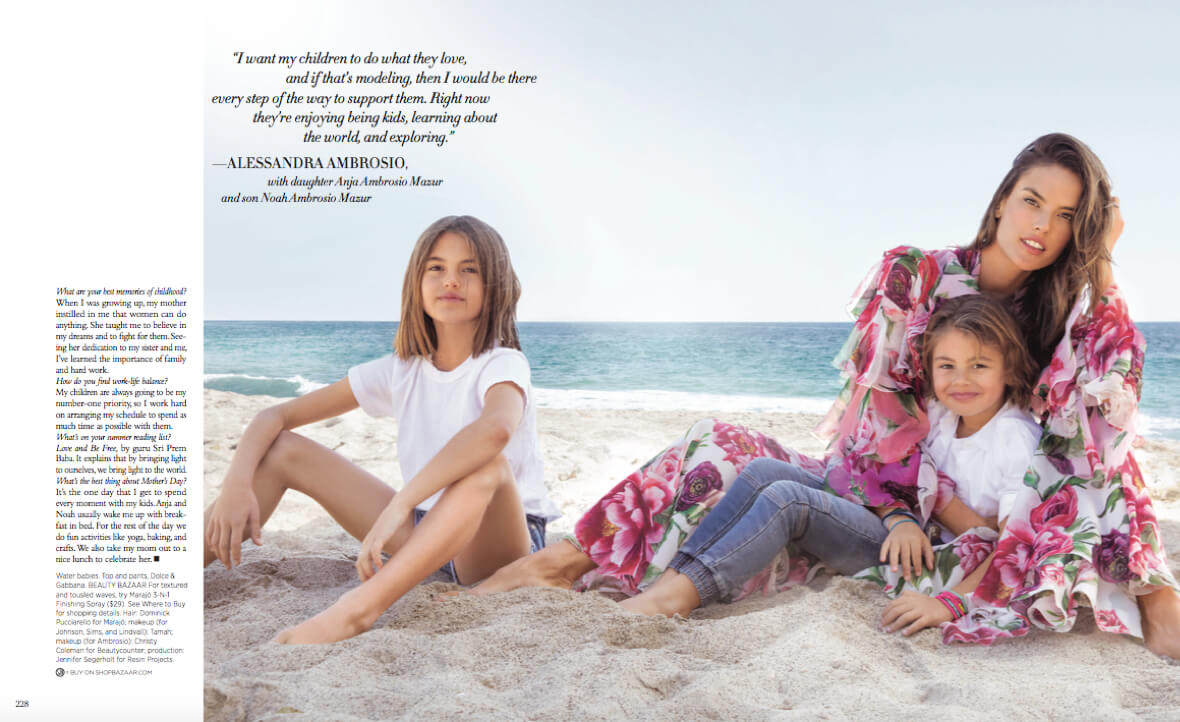 “I want my children to do what they love,
and if that's modeling, then I would be there
every step of the way to support them. Right now
they're enjoying being kids, learning about
the world, and exploring.”
—ALESSANDRA AMBROSIO,
with daughter Anja Ambrosio Mazur
and son Noah Ambrosio Mazur
What are your best memories of childhood?
When I was growing up, my mother
instilled in me that women can do
anything. She taught me to believe in
my dreams and to fight for them. See-
ing her dedication to my sister and me,
I've learned the importance of family
and hard work.
How do you find work-life balance?
My children are always going to be my
number-one priority, so I work hard
on arranging my schedule to spend as
much time as possible with them.
What's on your summer reading list?
Love and Be Free, by guru Sri Prem
Baba. It explains that by bringing light
to ourselves, we bring light to the world.
What's the best thing about Mother's Day?
It's the one day that I get to spend
every moment with my kids. Anja and
Noah usually wake me up with break-
fast in bed. For the rest of the day we
do fun activities like yoga, baking, and
crafts. We also take my mom out to a
nice lunch to celebrate her. ■
Water babies. Top and pants, Dolce &
Gabbana. BEAUTY BAZAAR For textured
and tousled waves, try Marajó 3-N-1
Finishing Spray ($29). See Where to Buy
for shopping details. Hair: Dominick
Pucciarello for Marajó; makeup (for
Johnson, Sims, and Lindvall): Tamah;
makeup (for Ambrosio): Christy
Coleman for Beautycounter; production:
Jennifer Segerholt for Resin Projects.
BUY ON SHOPBAZAAR.COM
228